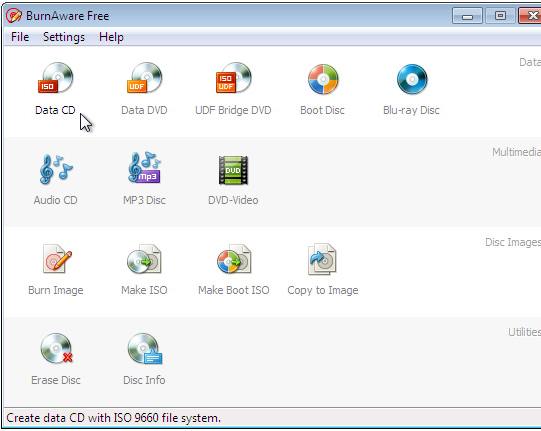 BurnAware Free
File Settings Help
Data
ISO
UDF
ISO
UDF
Data CD Data DVD UDF Bridge DVD Boot Disc Blu-ray Disc
Multimedia
mp3
DVD
Audio CD MP3 Disc DVD-Video
Disc Images
Burn Image Make ISO Make Boot ISO Copy to Image
Utilities
Erase Disc Disc Info
Create data CD with ISO 9660 file system.